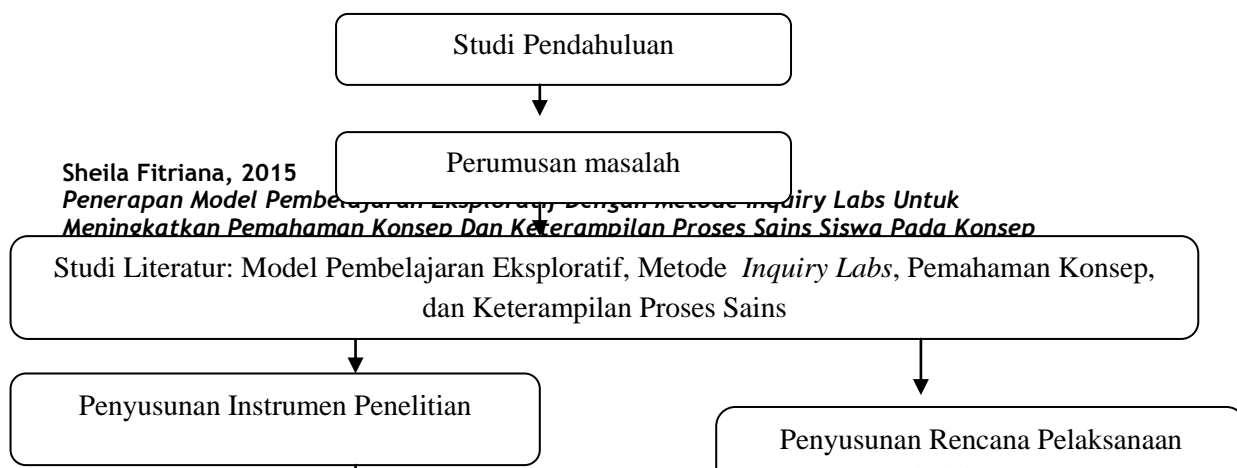 Studi Pendahuluan
Perumusan masalah
Sheila Fitriana, 2015
Penerapan Model Pembelajaran Eksploratif Dengan Metode Inquiry Labs Untuk
Meningkatkan Pemahaman Konsep Dan Keterampilan Proses Sains Siswa Pada Konsep
Studi Literatur: Model Pembelajaran Eksploratif, Metode Inquiry Labs, Pemahaman Konsep,
dan Keterampilan Proses Sains
Penyusunan Instrumen Penelitian
Penyusunan Rencana Pelaksanaan